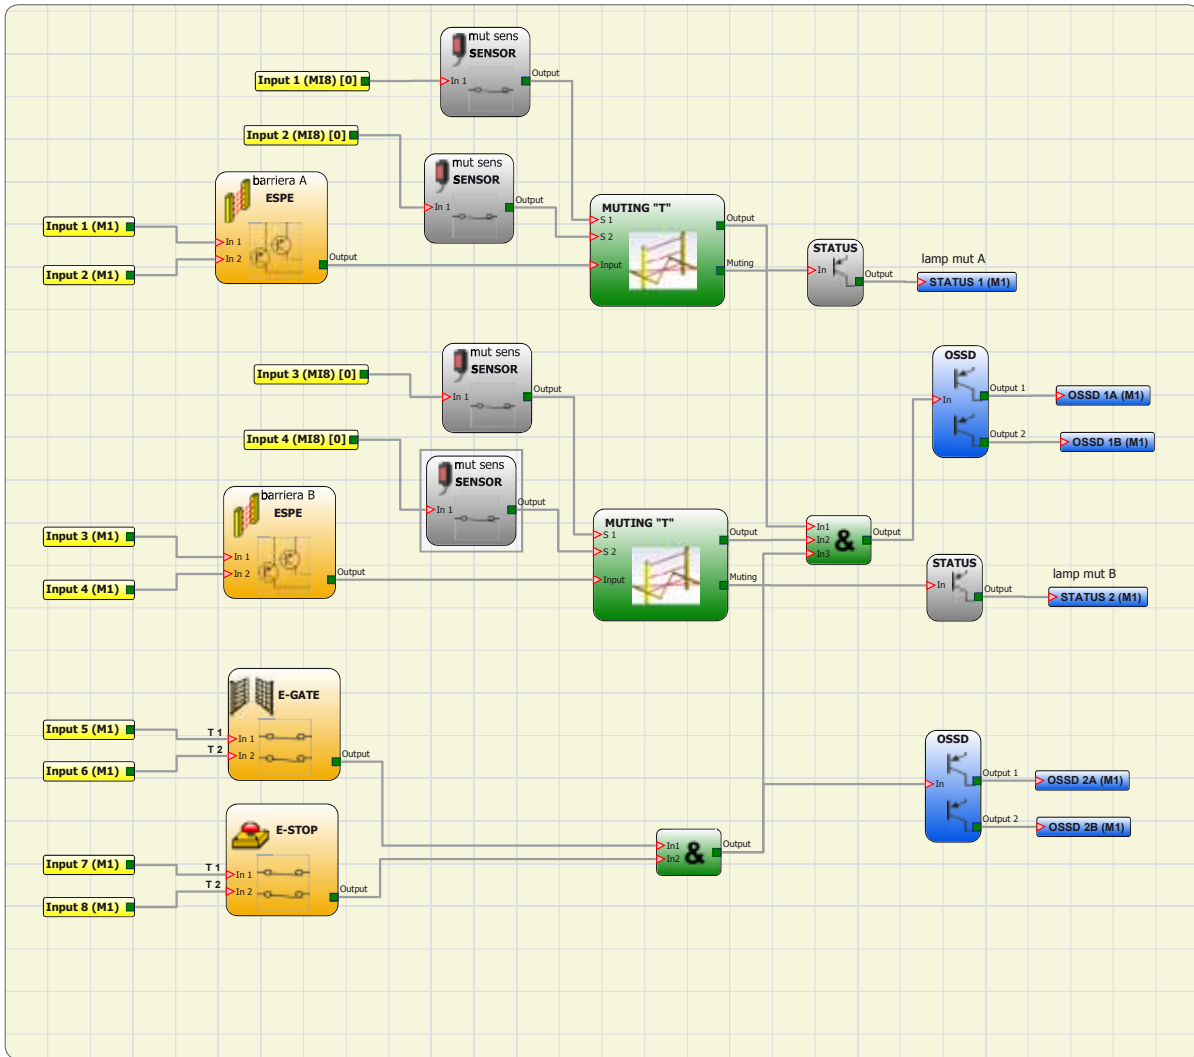 mut sens
SENSOR
Input 1 (MI8) [0]
In 1
Output
Input 2 (MI8) [0]
mut sens
SENSOR
In 1
Output
barriera A
ESPE
Input 1 (M1)
Input 2 (M1)
In 1
In 2
Output
MUTING "T"
S 1
S 2
Input
Output
Muting
STATUS
In
Output
lamp mut A
STATUS 1 (M1)
mut sens
SENSOR
Input 3 (MI8) [0]
In 1
Output
Input 4 (MI8) [0]
mut sens
SENSOR
In 1
Output
OSSD
In
Output 1
Output 2
OSSD 1A (M1)
OSSD 1B (M1)
barriera B
ESPE
Input 3 (M1)
Input 4 (M1)
In 1
In 2
Output
MUTING "T"
S 1
S 2
Input
Output
Muting
In1
In2
In3
&
Output
STATUS
In
Output
lamp mut B
STATUS 2 (M1)
E-GATE
Input 5 (M1)
Input 6 (M1)
T 1
T 2
In 1
In 2
Output
OSSD
In
Output 1
Output 2
OSSD 2A (M1)
OSSD 2B (M1)
E-STOP
Input 7 (M1)
Input 8 (M1)
T 1
T 2
In 1
In 2
Output
In1
In2
&
Output